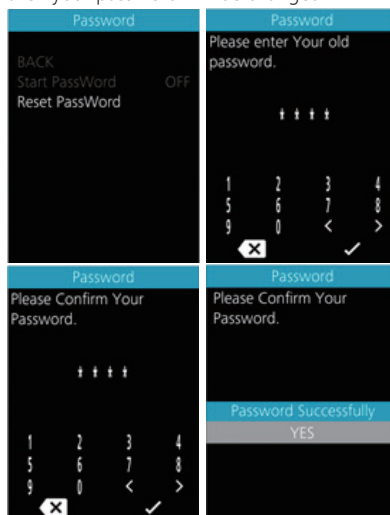 Password
BACK
Start PassWord OFF
Reset PassWord
Password
Please enter Your old
password.
* * * *
1 2 3 4
5 6 7 8
9 0 < >
Password
Please Confirm Your
Password.
* * * *
1 2 3 4
5 6 7 8
9 0 < >
Password
Please Confirm Your
Password.
Password Successfully
YES